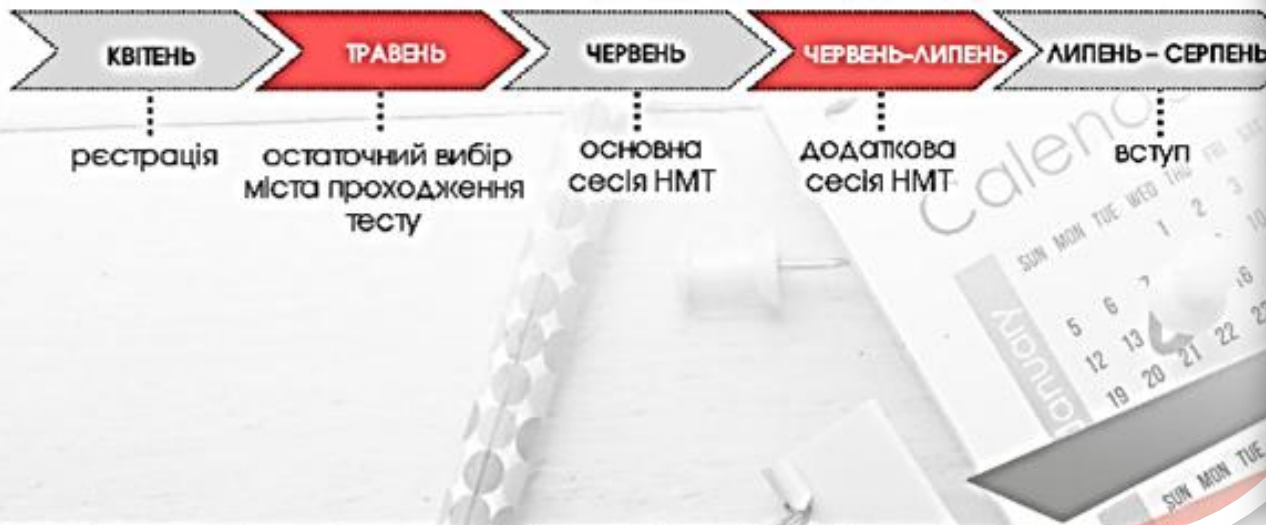 КВІТЕНЬ
ТРАВЕНЬ
ЧЕРВЕНЬ
ЧЕРВЕНЬ-ЛИПЕНЬ
ЛИПЕНЬ – СЕРПЕНЬ
рєстрація
остаточний вибір
міста проходження
тесту
основна
сесія НМТ
додаткова
сесія НМТ
вступ
SUN MON TUE WED THU FRI SAT
1 2 3
5 6 7
12 13
19 20 21 22
January
SUN MON TUE